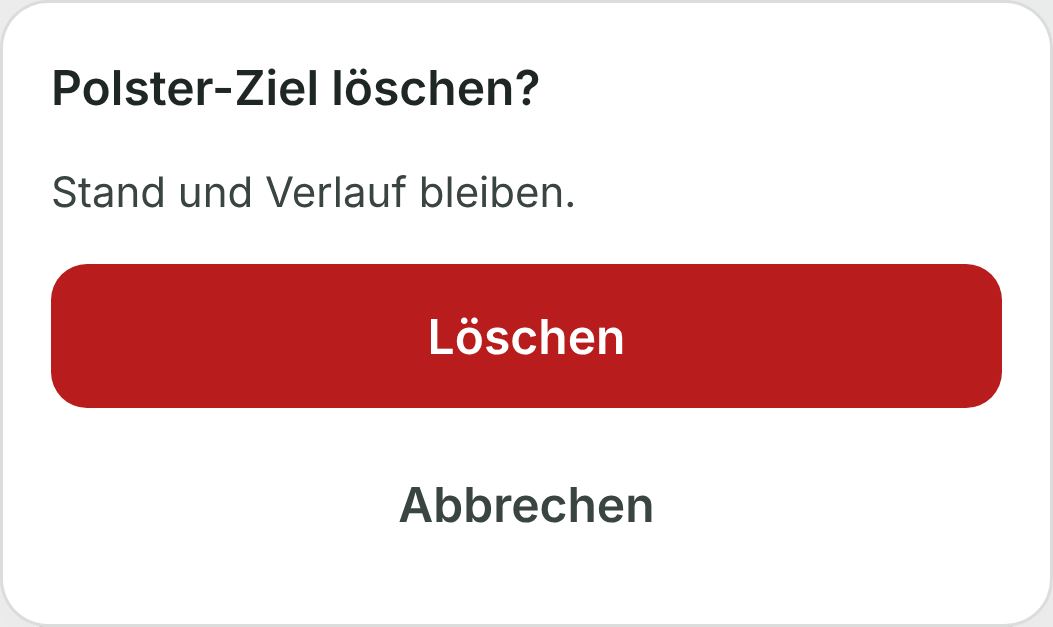 Polster-Ziel löschen?
Stand und Verlauf bleiben.
Löschen
Abbrechen